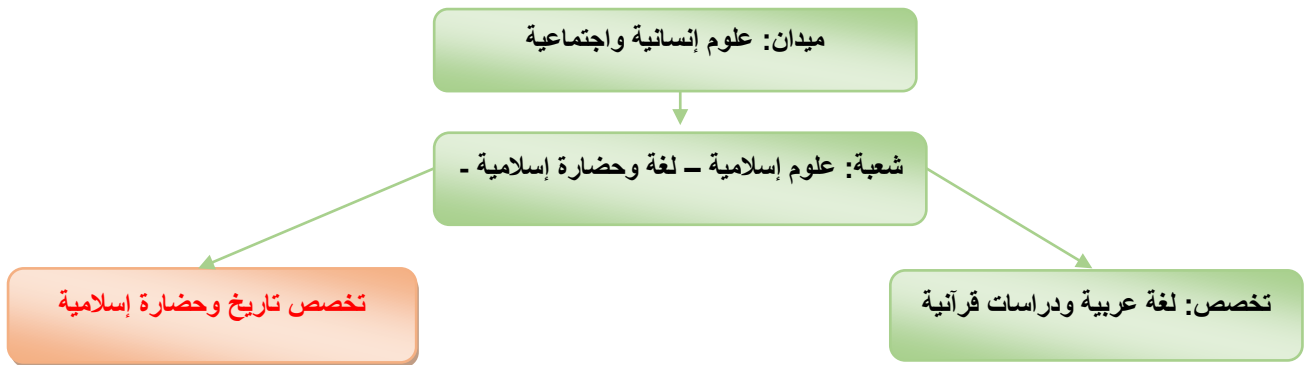 ميدان: علوم إنسانية واجتماعية
شعبة: علوم إسلامية – لغة وحضارة إسلامية -
تخصص: لغة عربية ودراسات قرآنية
تخصص تاريخ وحضارة إسلامية